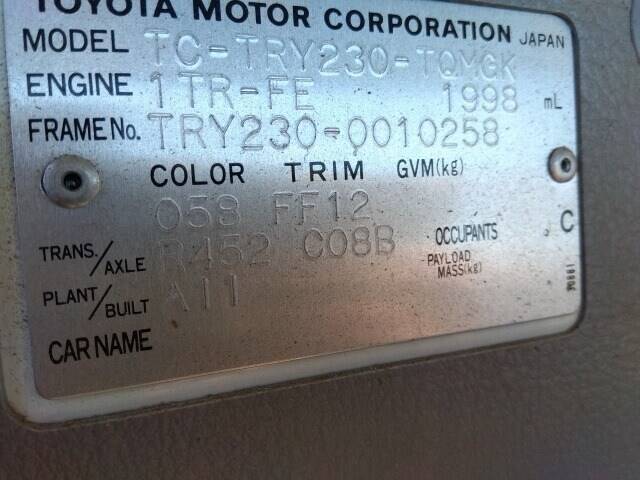 TOYOTA MOTOR CORPORATION JAPAN
MODEL TC-TRY230-TQMGK
ENGINE 1TR-FE 1998 mL
FRAME No. TRY230-0010258
COLOR TRIM GVM(kg)
058 FF12
TRANS./AXLE R452 C08B OCCUPANTS C
PAYLOAD MASS(kg)
PLANT/BUILT A11
CAR NAME